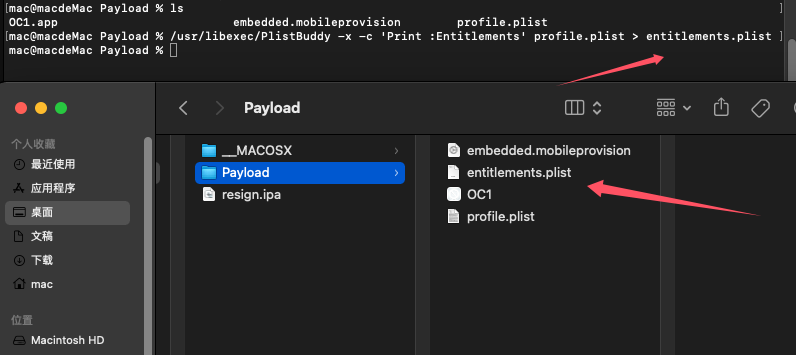 [mac@macdeMac Payload % ls ]
OC1.app embedded.mobileprovision profile.plist
[mac@macdeMac Payload % /usr/libexec/PlistBuddy -x -c 'Print :Entitlements' profile.plist > entitlements.plist ]
mac@macdeMac Payload %
Payload
个人收藏
最近使用
应用程序
桌面
文稿
下载
mac
位置
Macintosh HD
__MACOSX
Payload
resign.ipa
embedded.mobileprovision
entitlements.plist
OC1
profile.plist